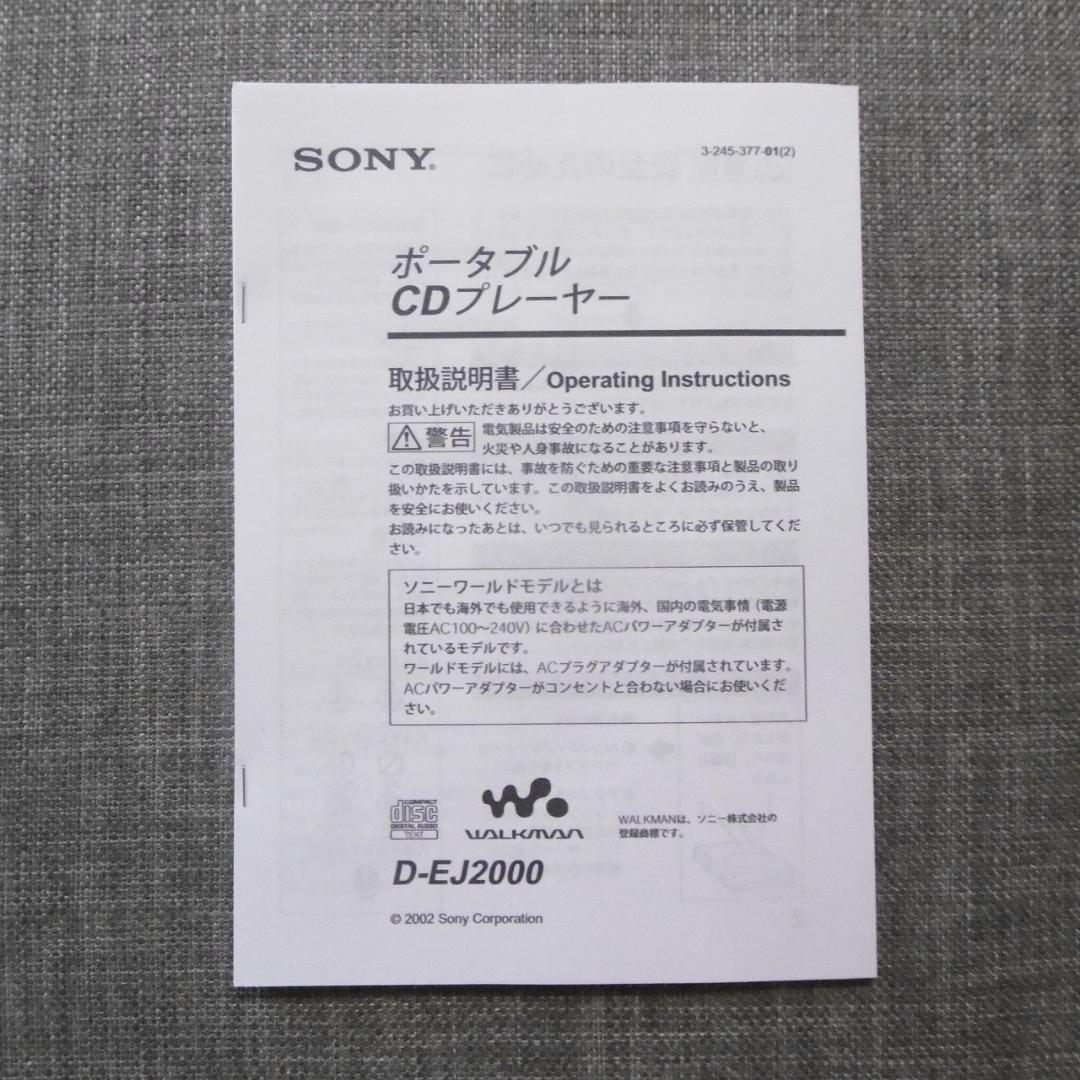 SONY®
3-245-377-01(2)
ポータブル
CDプレーヤー
取扱説明書／Operating Instructions
お買い上げいただきありがとうございます。
警告
電気製品は安全のための注意事項を守らないと、
火災や人身事故になることがあります。
この取扱説明書には、事故を防ぐための重要な注意事項と製品の取り
扱いかたを示しています。この取扱説明書をよくお読みのうえ、製品
を安全にお使いください。
お読みになったあとは、いつでも見られるところに必ず保管してくだ
さい。
ソニーワールドモデルとは
日本でも海外でも使用できるように海外、国内の電気事情（電源
電圧AC100～240V）に合わせたACパワーアダプターが付属さ
れているモデルです。
ワールドモデルには、ACプラグアダプターが付属されています。
ACパワーアダプターがコンセントと合わない場合にお使いくだ
さい。
COMPACT
disc
DIGITAL AUDIO
TEXT
WALKMAN
WALKMANは、ソニー株式会社の
登録商標です。
D-EJ2000
© 2002 Sony Corporation